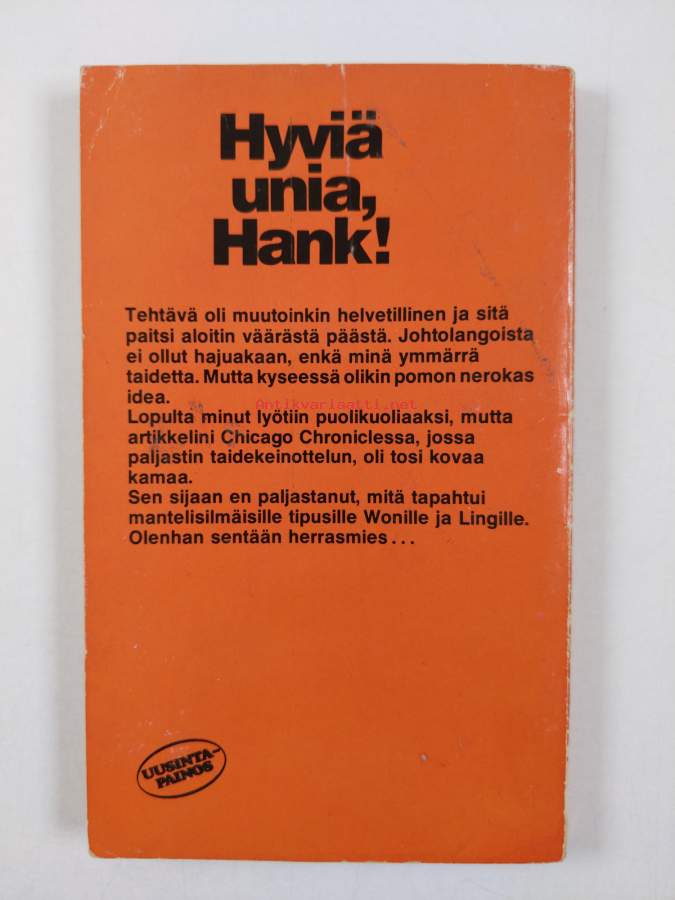 Hyviä
unia,
Hank!
Tehtävä oli muutoinkin helvetillinen ja sitä
paitsi aloitin väärästä päästä. Johtolangoista
ei ollut hajuakaan, enkä minä ymmärrä
taidetta. Mutta kyseessä olikin pomon nerokas
idea.
Antikvariaatti.net
Lopulta minut lyötiin puolikuoliaaksi, mutta
artikkelini Chicago Chroniclessa, jossa
paljastin taidekeinottelun, oli tosi kovaa
kamaa.
Sen sijaan en paljastanut, mitä tapahtui
mantelisilmäisille tipusille Wonille ja Lingille.
Olenhan sentään herrasmies...
UUSINTA-
PAINOS